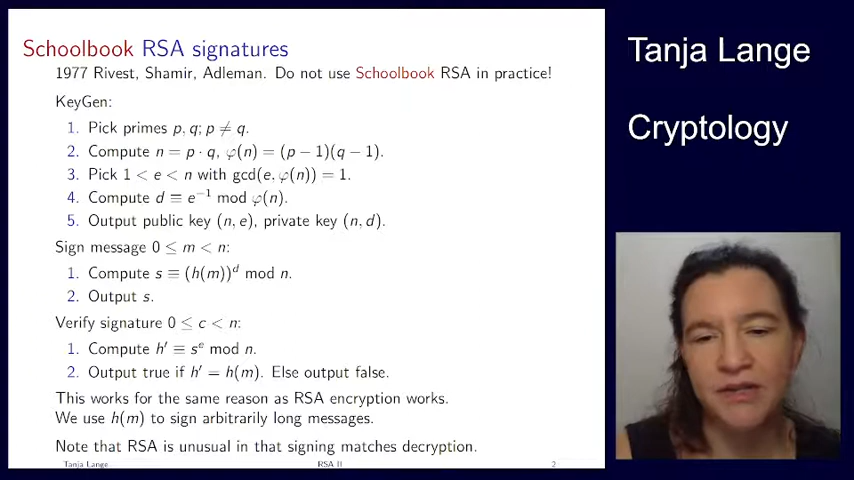 Schoolbook RSA signatures
1977 Rivest, Shamir, Adleman. Do not use Schoolbook RSA in practice!
KeyGen:
1. Pick primes p, q; p ≠ q.
2. Compute n = p · q, φ(n) = (p − 1)(q − 1).
3. Pick 1 < e < n with gcd(e, φ(n)) = 1.
4. Compute d ≡ e⁻¹ mod φ(n).
5. Output public key (n, e), private key (n, d).
Sign message 0 ≤ m < n:
1. Compute s ≡ (h(m))ᵈ mod n.
2. Output s.
Verify signature 0 ≤ c < n:
1. Compute h′ ≡ sᵉ mod n.
2. Output true if h′ = h(m). Else output false.
This works for the same reason as RSA encryption works.
We use h(m) to sign arbitrarily long messages.
Note that RSA is unusual in that signing matches decryption.
Tanja Lange RSA II 2
Tanja Lange
Cryptology